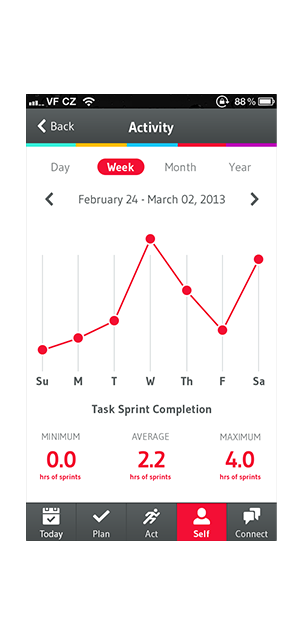 VF CZ 88 %
Back Activity
Day Week Month Year
February 24 - March 02, 2013
Su M T W Th F Sa
Task Sprint Completion
MINIMUM AVERAGE MAXIMUM
0.0 2.2 4.0
hrs of sprints hrs of sprints hrs of sprints
Today Plan Act Self Connect